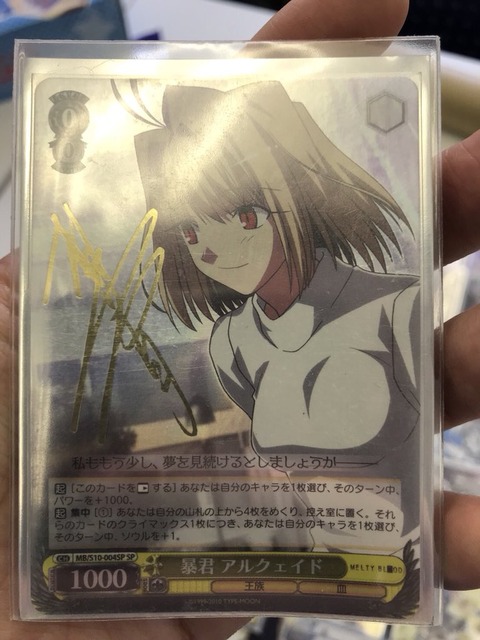 0
0
私ももう少し、夢を見続けるとしましょうか――
起 [このカードを する] あなたは自分のキャラを1枚選び、そのターン中、
パワーを+1000。
起 集中 [①] あなたは自分の山札の上から4枚をめくり、控え室に置く。それ
らのカードのクライマックス1枚につき、あなたは自分のキャラを1枚選び、そ
のターン中、ソウルを+1。
MB/S10-004SP SP
1000
暴君 アルクェイド
MELTY BLOOD
王族
血